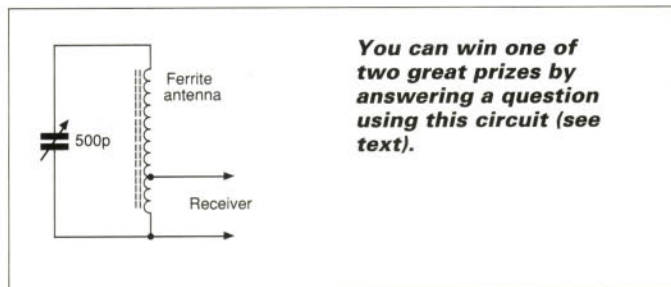 Ferrite
antenna
500p
Receiver
You can win one of
two great prizes by
answering a question
using this circuit (see
text).